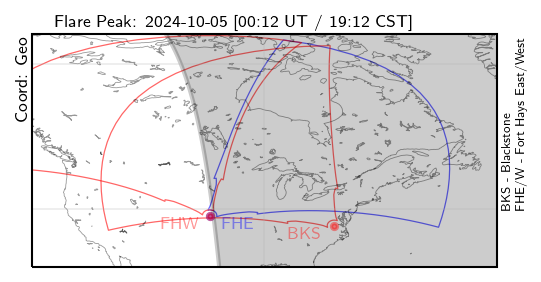 Flare Peak: 2024-10-05 [00:12 UT / 19:12 CST]
Coord: Geo
FHW
FHE
BKS
BKS - Blackstone
FHE/W - Fort Hays East/West